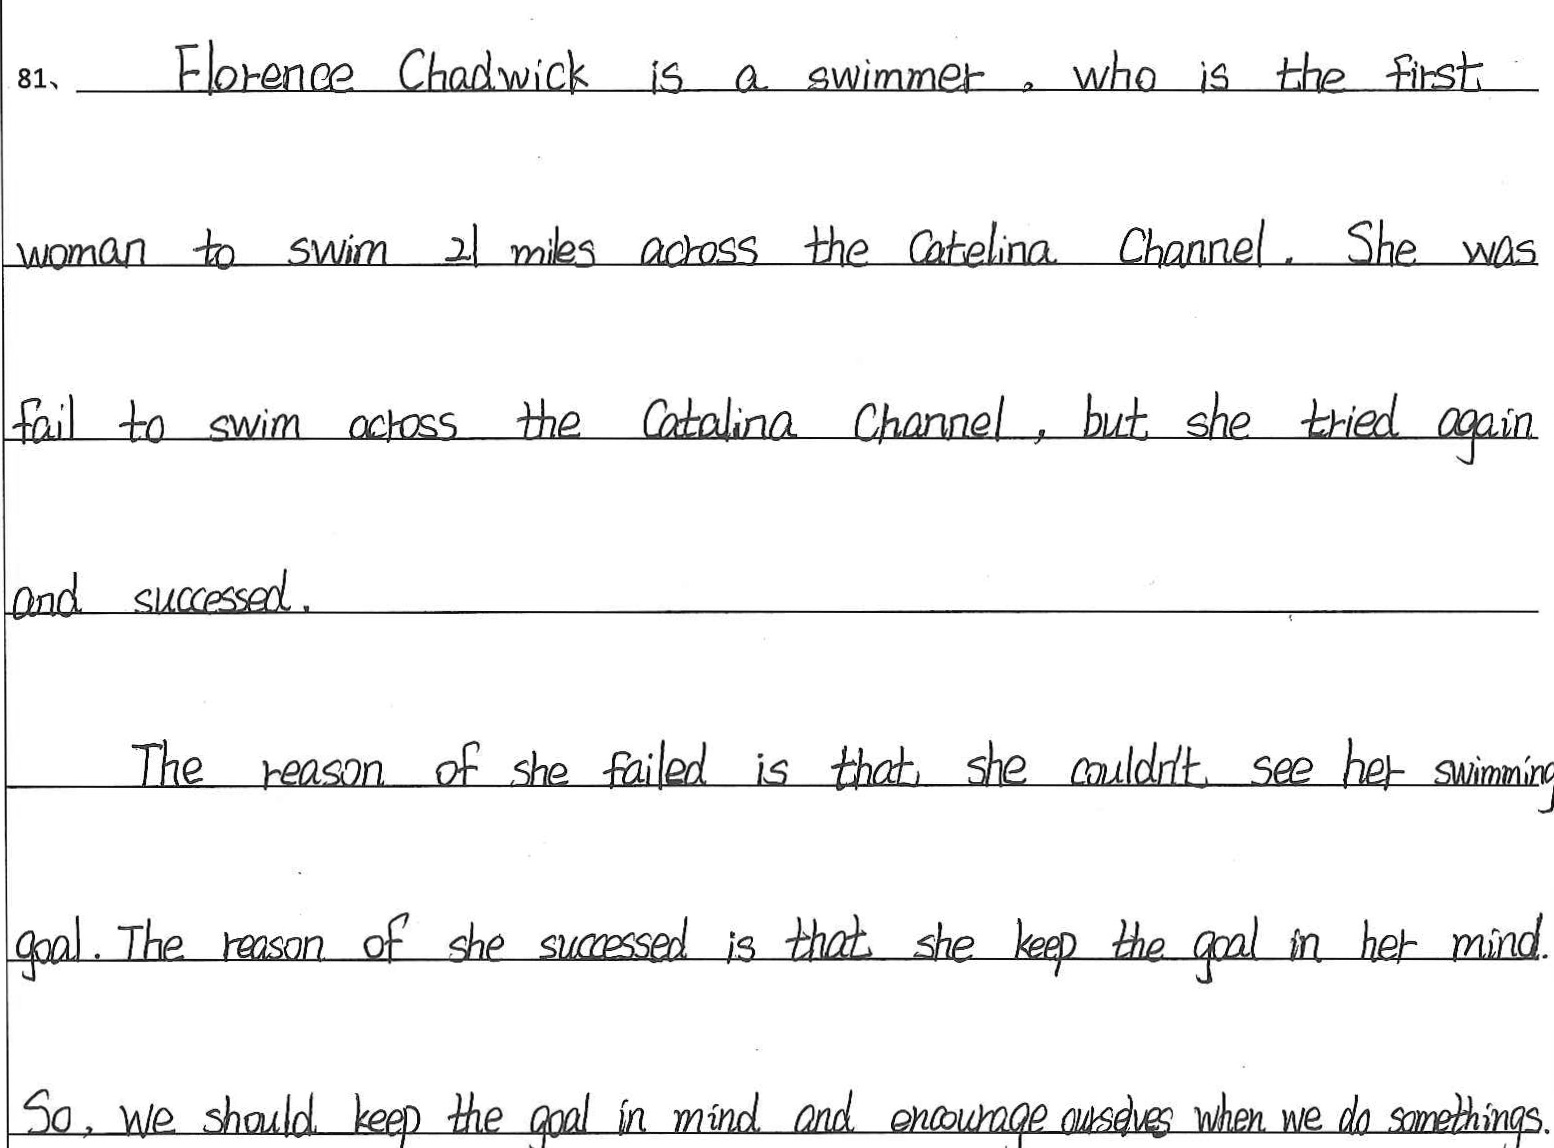 81、 Florence Chadwick is a swimmer, who is the first
woman to swim 21 miles across the Catelina Channel. She was
fail to swim across the Catalina Channel, but she tried again
and successed.
The reason of she failed is that she couldn't see her swimming
goal. The reason of she successed is that she keep the goal in her mind.
So, we should keep the goal in mind and encourage ourselves when we do somethings.